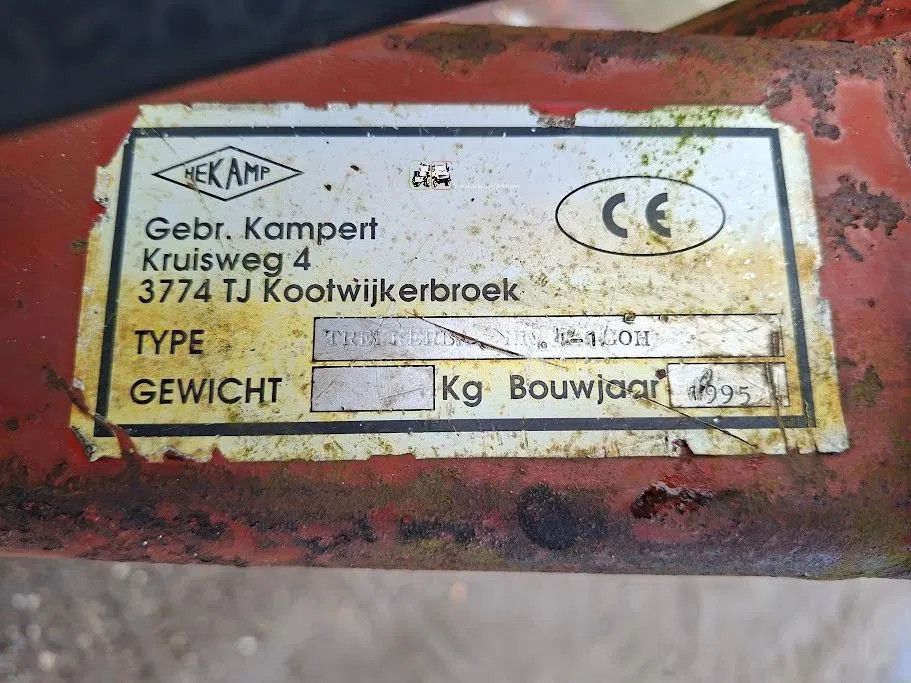 HEKAMP
CE
Gebr. Kampert
Kruisweg 4
3774 TJ Kootwijkerbroek
TYPE
GEWICHT Kg Bouwjaar 1995